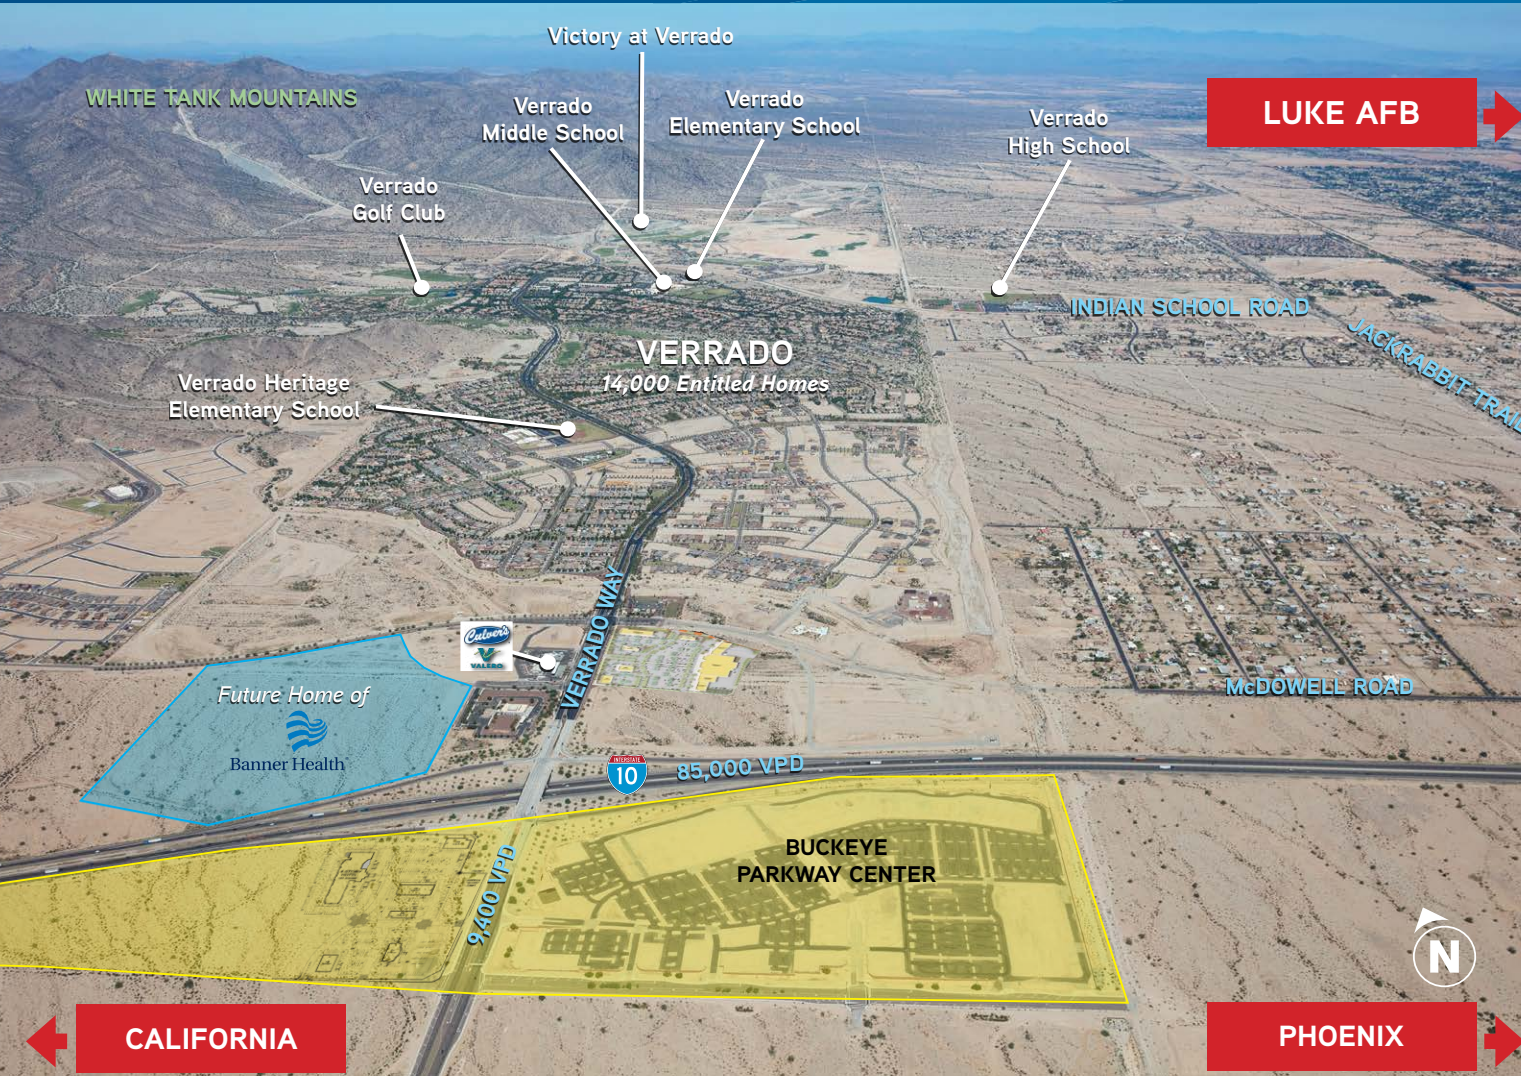 Victory at Verrado
WHITE TANK MOUNTAINS
Verrado
Middle School
Verrado
Elementary School
Verrado
High School
LUKE AFB
Verrado
Golf Club
INDIAN SCHOOL ROAD
JACKRABBIT TRAIL
VERRADO
14,000 Entitled Homes
Verrado Heritage
Elementary School
VERRADO WAY
Culver's
VALERO
Future Home of
Banner Health
McDOWELL ROAD
INTERSTATE
10
85,000 VPD
9,400 VPD
BUCKEYE
PARKWAY CENTER
N
CALIFORNIA
PHOENIX